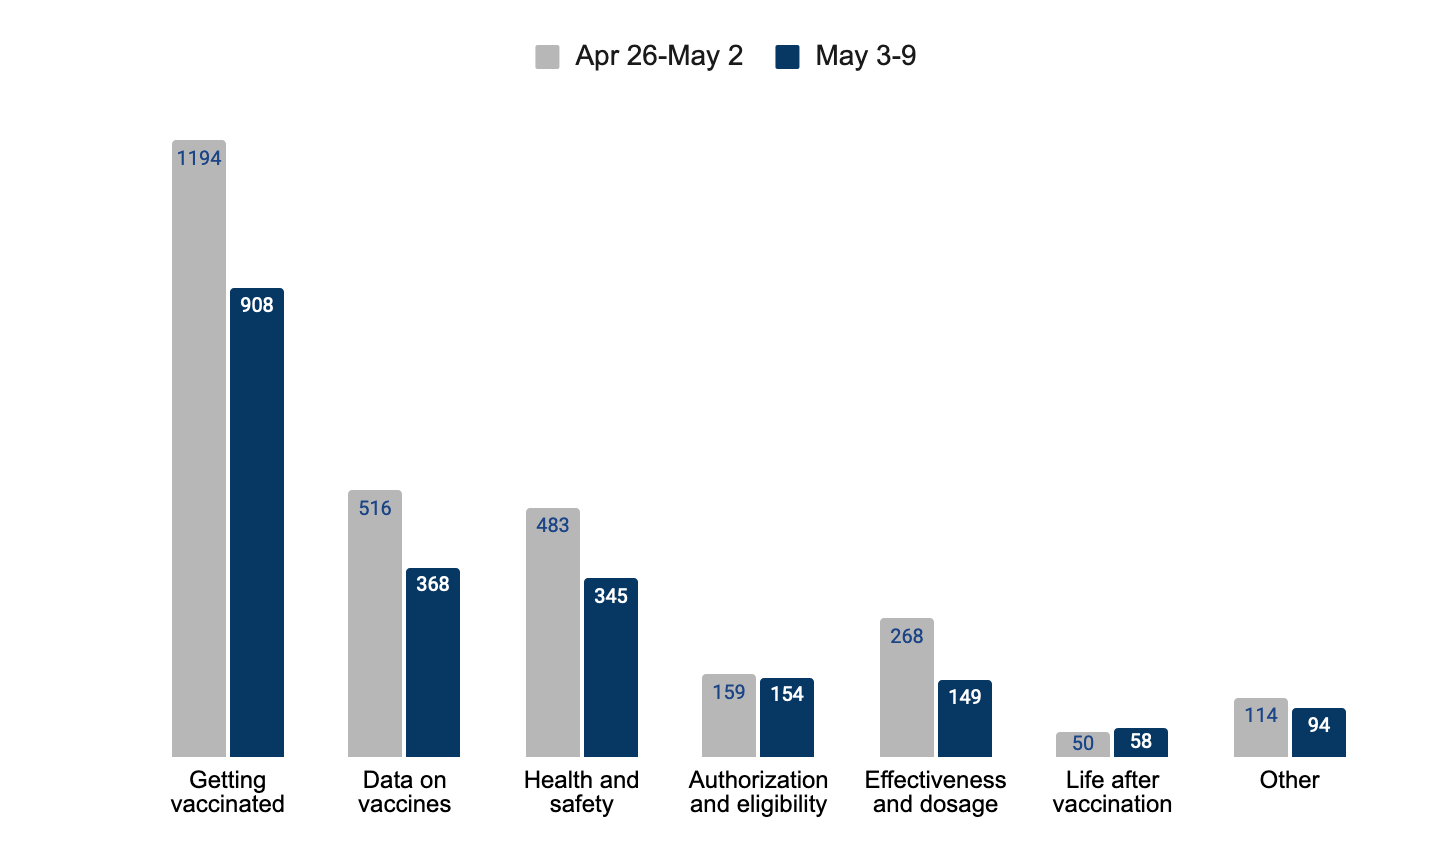 Apr 26-May 2
May 3-9
1194
908
516
368
483
345
159
154
268
149
50
58
114
94
Getting
vaccinated
Data on
vaccines
Health and
safety
Authorization
and eligibility
Effectiveness
and dosage
Life after
vaccination
Other